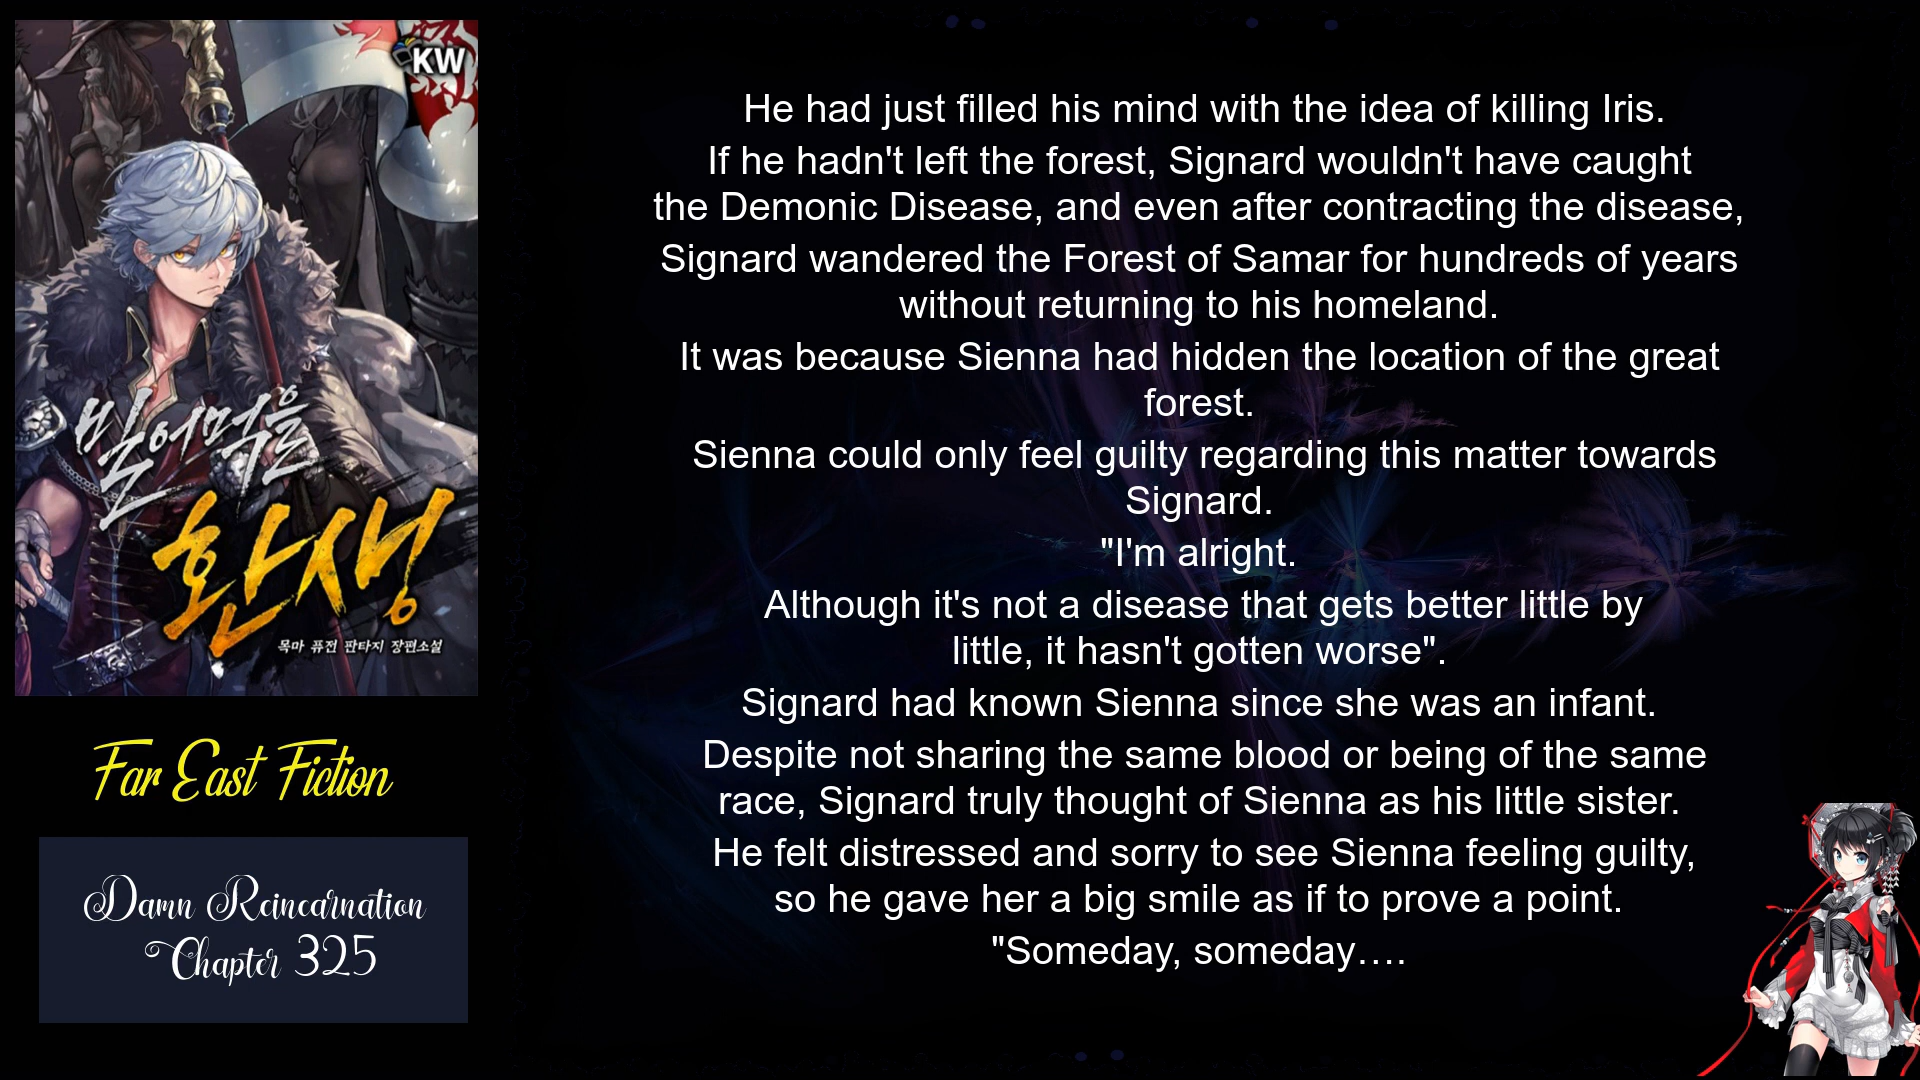 KW
빌어먹을
환생
목마 퓨전 판타지 장편소설
Far East Fiction
Damn Reincarnation
Chapter 325
He had just filled his mind with the idea of killing Iris.
If he hadn't left the forest, Signard wouldn't have caught
the Demonic Disease, and even after contracting the disease,
Signard wandered the Forest of Samar for hundreds of years
without returning to his homeland.
It was because Sienna had hidden the location of the great
forest.
Sienna could only feel guilty regarding this matter towards
Signard.
"I'm alright.
Although it's not a disease that gets better little by
little, it hasn't gotten worse".
Signard had known Sienna since she was an infant.
Despite not sharing the same blood or being of the same
race, Signard truly thought of Sienna as his little sister.
He felt distressed and sorry to see Sienna feeling guilty,
so he gave her a big smile as if to prove a point.
"Someday, someday….